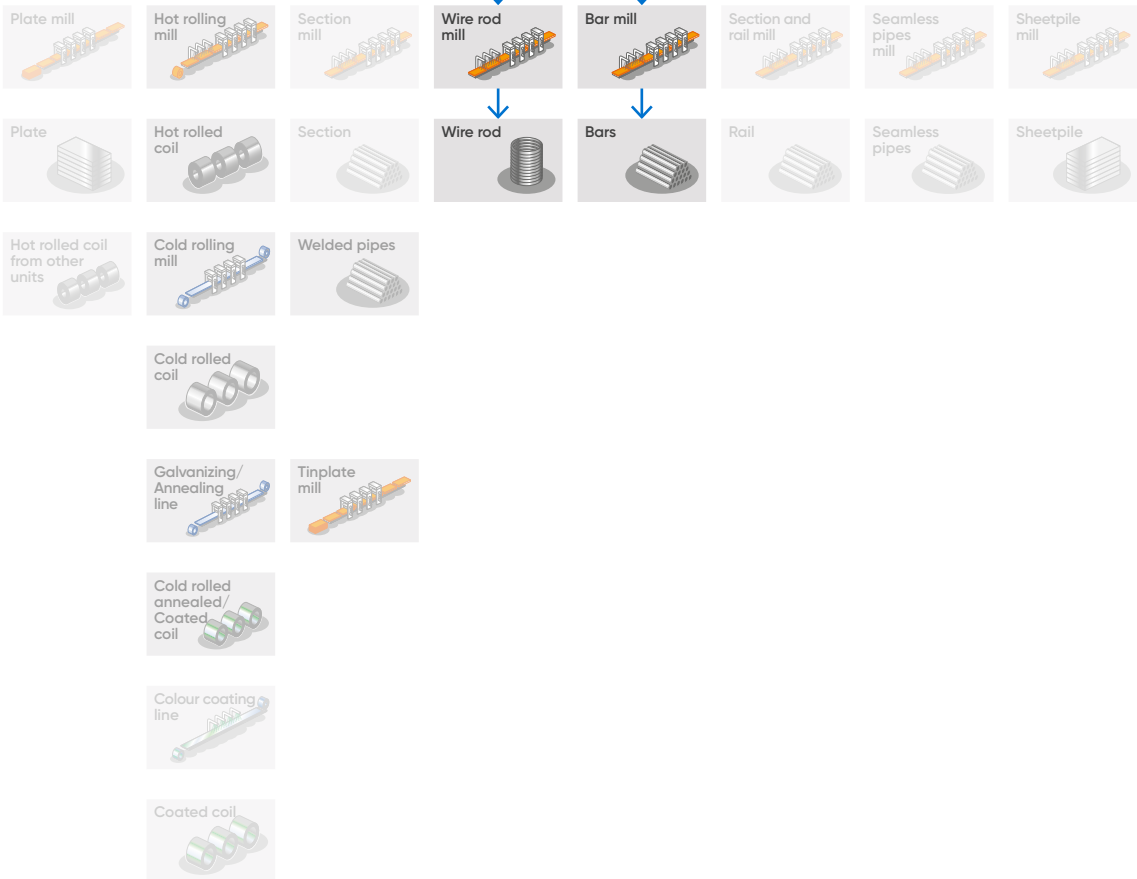 Plate mill
Hot rolling
mill
Section
mill
Wire rod
mill
Bar mill
Section and
rail mill
Seamless
pipes
mill
Sheetpile
mill
Plate
Hot rolled
coil
Section
Wire rod
Bars
Rail
Seamless
pipes
Sheetpile
Hot rolled coil
from other
units
Cold rolling
mill
Welded pipes
Cold rolled
coil
Galvanizing/
Annealing
line
Tinplate
mill
Cold rolled
annealed/
Coated
coil
Colour coating
line
Coated coil